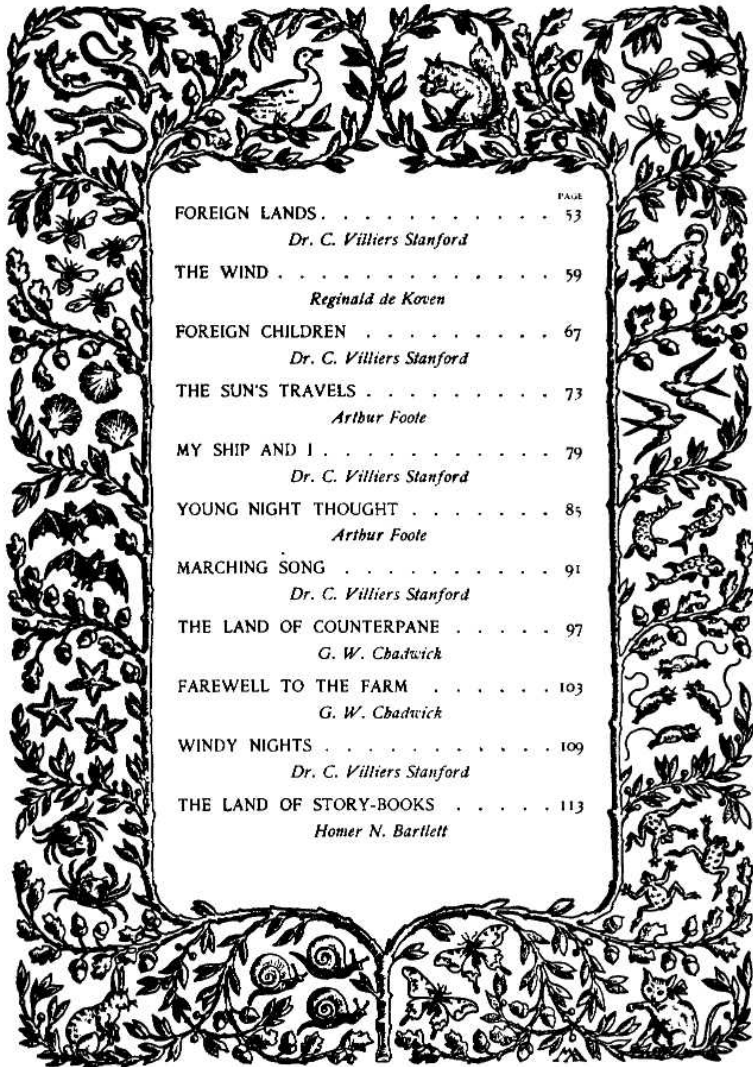 PAGE
FOREIGN LANDS . . . . . . . . . . . 53
Dr. C. Villiers Stanford
THE WIND . . . . . . . . . . . . . 59
Reginald de Koven
FOREIGN CHILDREN . . . . . . . . . 67
Dr. C. Villiers Stanford
THE SUN'S TRAVELS . . . . . . . . . 73
Arthur Foote
MY SHIP AND I . . . . . . . . . . . 79
Dr. C. Villiers Stanford
YOUNG NIGHT THOUGHT . . . . . . . 85
Arthur Foote
MARCHING SONG . . . . . . . . . . 91
Dr. C. Villiers Stanford
THE LAND OF COUNTERPANE . . . . . 97
G. W. Chadwick
FAREWELL TO THE FARM . . . . . . 103
G. W. Chadwick
WINDY NIGHTS . . . . . . . . . . . 109
Dr. C. Villiers Stanford
THE LAND OF STORY-BOOKS . . . . . 113
Homer N. Bartlett